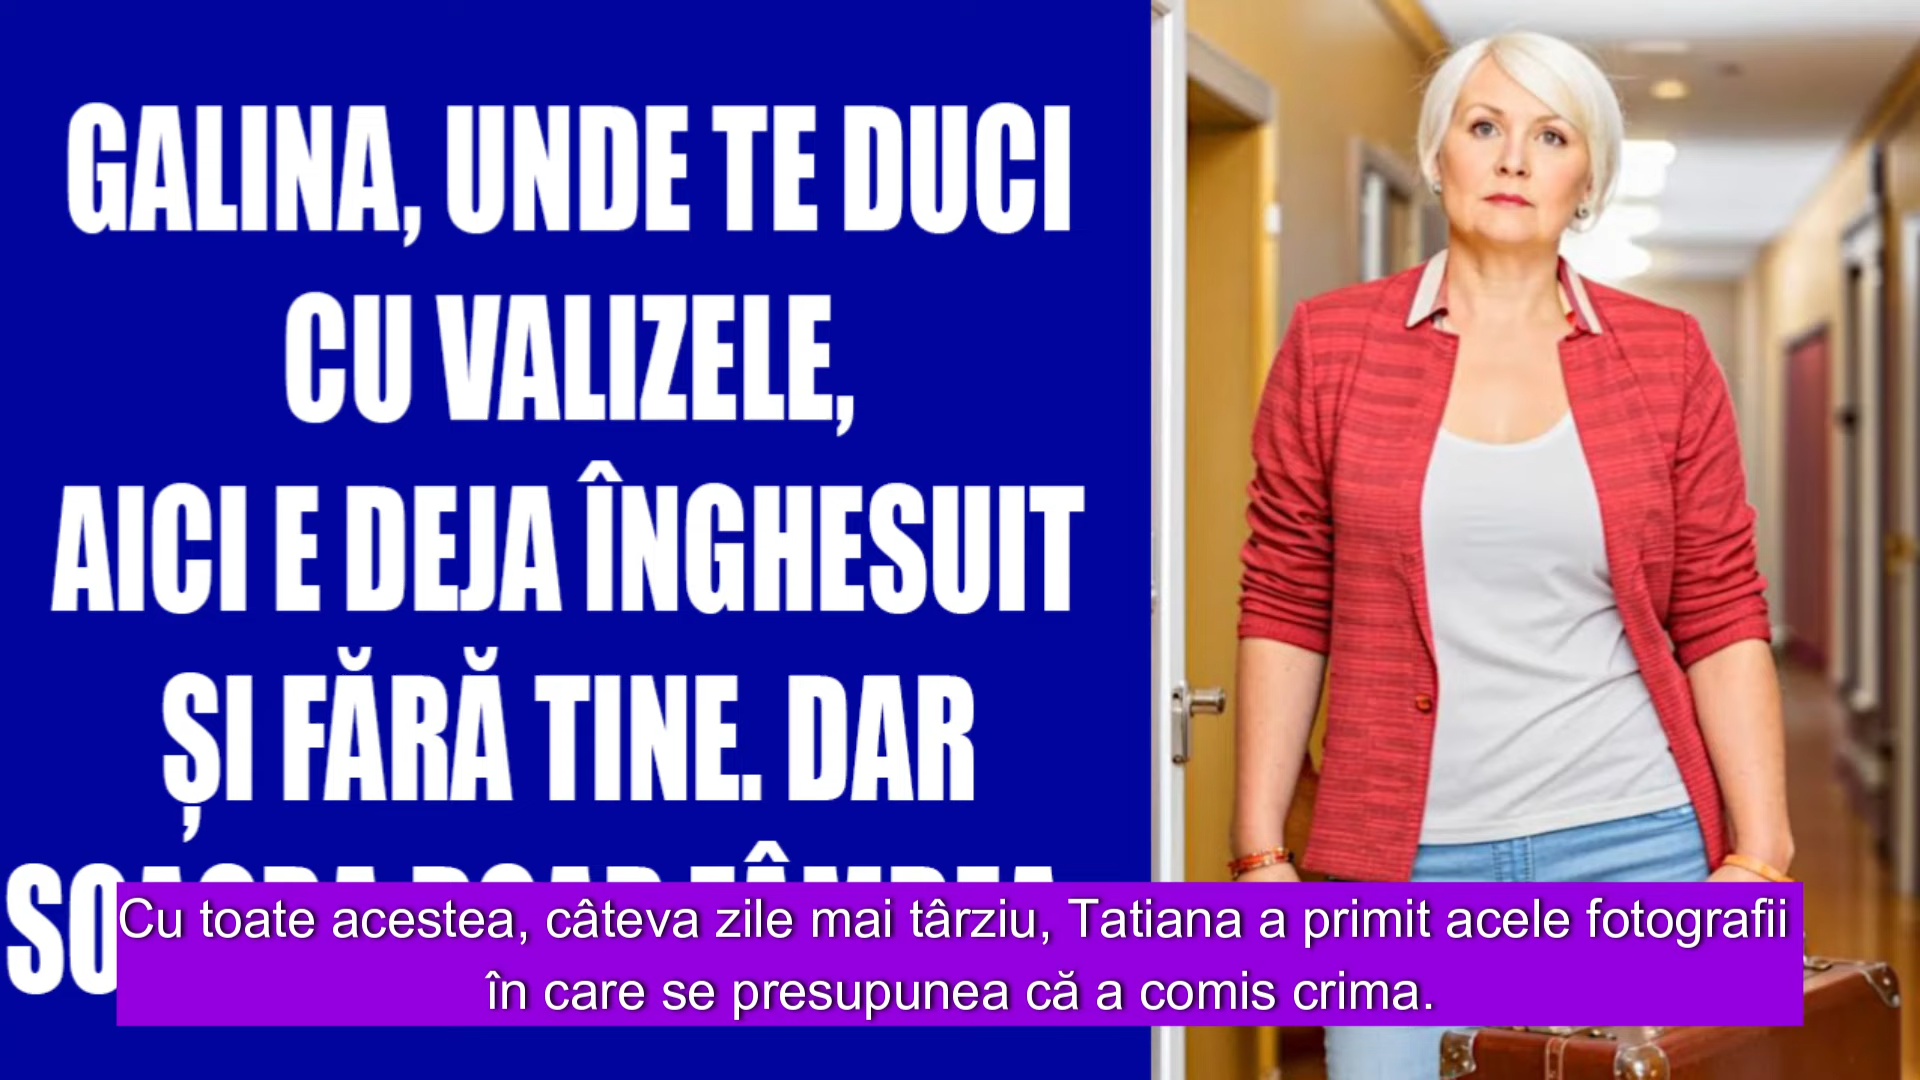 GALINA, UNDE TE DUCI
CU VALIZELE,
AICI E DEJA ÎNGHESUIT
ȘI FĂRĂ TINE. DAR
Cu toate acestea, câteva zile mai târziu, Tatiana a primit acele fotografii
în care se presupunea că a comis crima.